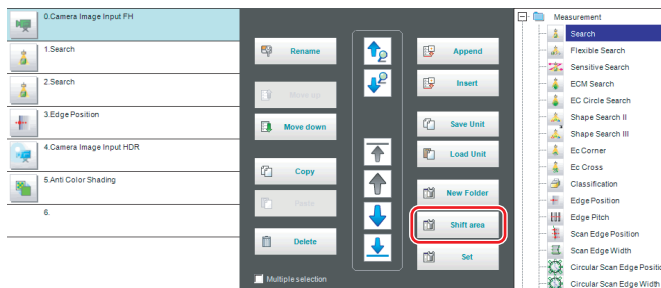 0.Camera Image Input FH
1.Search
2.Search
3.Edge Position
4.Camera Image Input HDR
5.Anti Color Shading
6.
Rename
Move up
Move down
Copy
Paste
Delete
Multiple selection
Append
Insert
Save Unit
Load Unit
New Folder
Shift area
Set
Measurement
Search
Flexible Search
Sensitive Search
ECM Search
EC Circle Search
Shape Search II
Shape Search III
Ec Corner
Ec Cross
Classification
Edge Position
Edge Pitch
Scan Edge Position
Scan Edge Width
Circular Scan Edge Positio
Circular Scan Edge Width